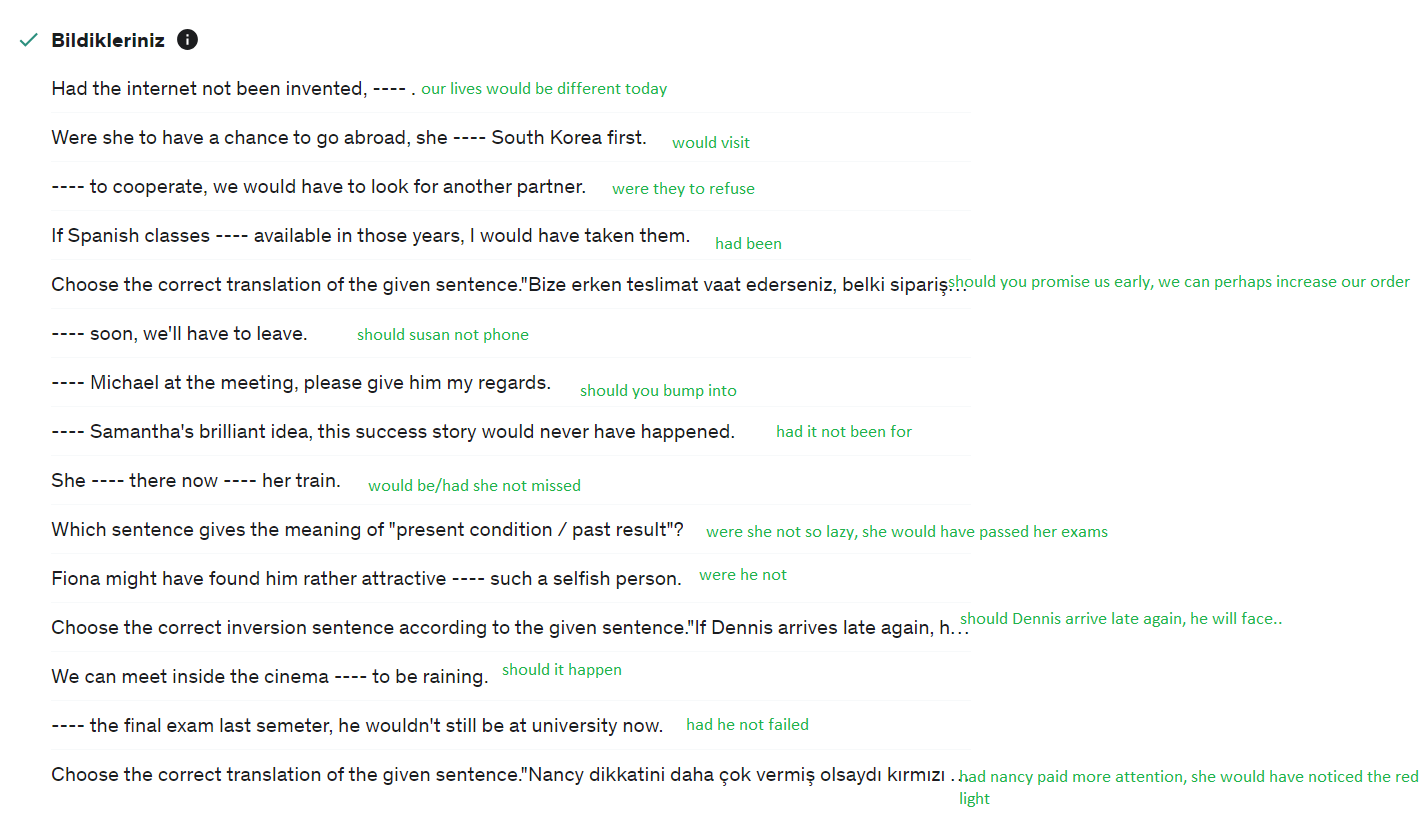 Bildikleriniz
Had the internet not been invented, ---- . our lives would be different today
Were she to have a chance to go abroad, she ---- South Korea first. would visit
---- to cooperate, we would have to look for another partner. were they to refuse
If Spanish classes ---- available in those years, I would have taken them. had been
Choose the correct translation of the given sentence."Bize erken teslimat vaat ederseniz, belki sipariş... should you promise us early, we can perhaps increase our order
---- soon, we'll have to leave. should susan not phone
---- Michael at the meeting, please give him my regards. should you bump into
---- Samantha's brilliant idea, this success story would never have happened. had it not been for
She ---- there now ---- her train. would be/had she not missed
Which sentence gives the meaning of "present condition / past result"? were she not so lazy, she would have passed her exams
Fiona might have found him rather attractive ---- such a selfish person. were he not
Choose the correct inversion sentence according to the given sentence."If Dennis arrives late again, h... should Dennis arrive late again, he will face..
We can meet inside the cinema ---- to be raining. should it happen
---- the final exam last semeter, he wouldn't still be at university now. had he not failed
Choose the correct translation of the given sentence."Nancy dikkatini daha çok vermiş olsaydı kırmızı ... had nancy paid more attention, she would have noticed the red
light